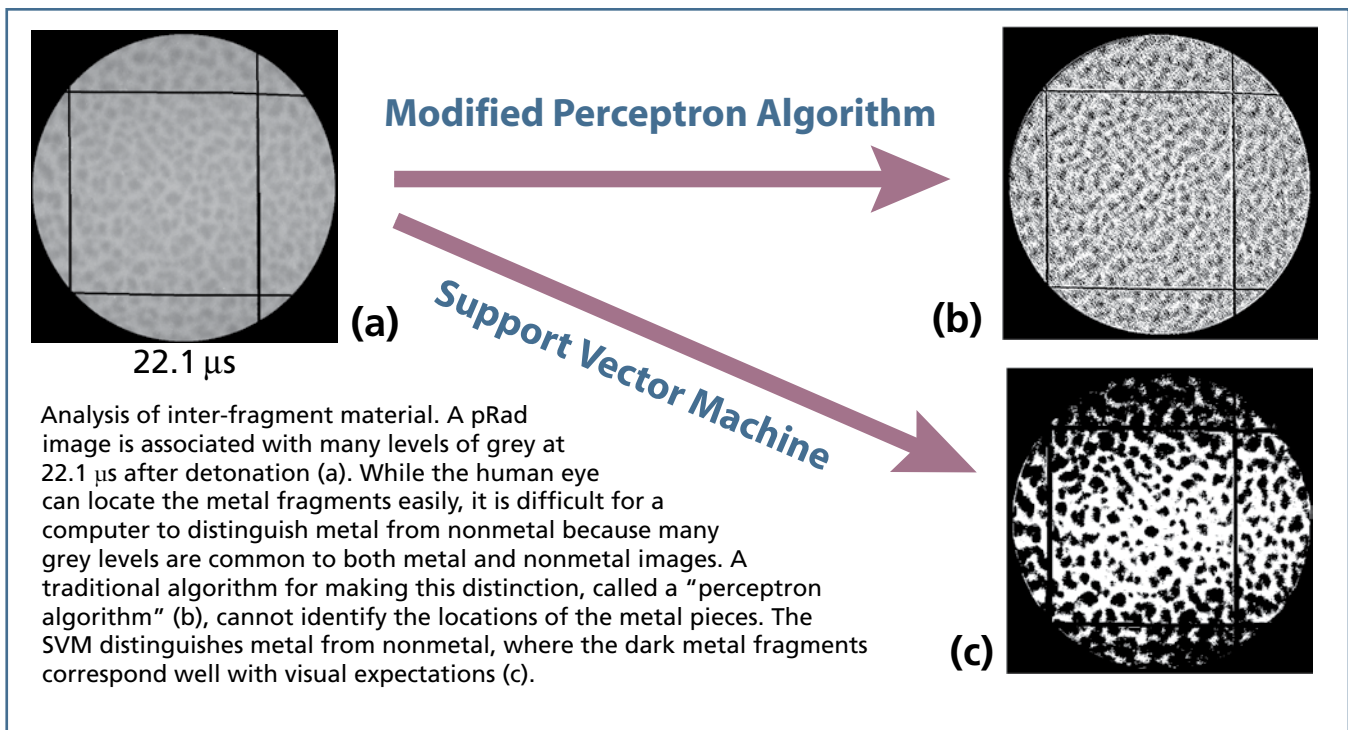 Modified Perceptron Algorithm
Support Vector Machine
(a)
(b)
(c)
22.1 μs
Analysis of inter-fragment material. A pRad
image is associated with many levels of grey at
22.1 μs after detonation (a). While the human eye
can locate the metal fragments easily, it is difficult for a
computer to distinguish metal from nonmetal because many
grey levels are common to both metal and nonmetal images. A
traditional algorithm for making this distinction, called a “perceptron
algorithm” (b), cannot identify the locations of the metal pieces. The
SVM distinguishes metal from nonmetal, where the dark metal fragments
correspond well with visual expectations (c).